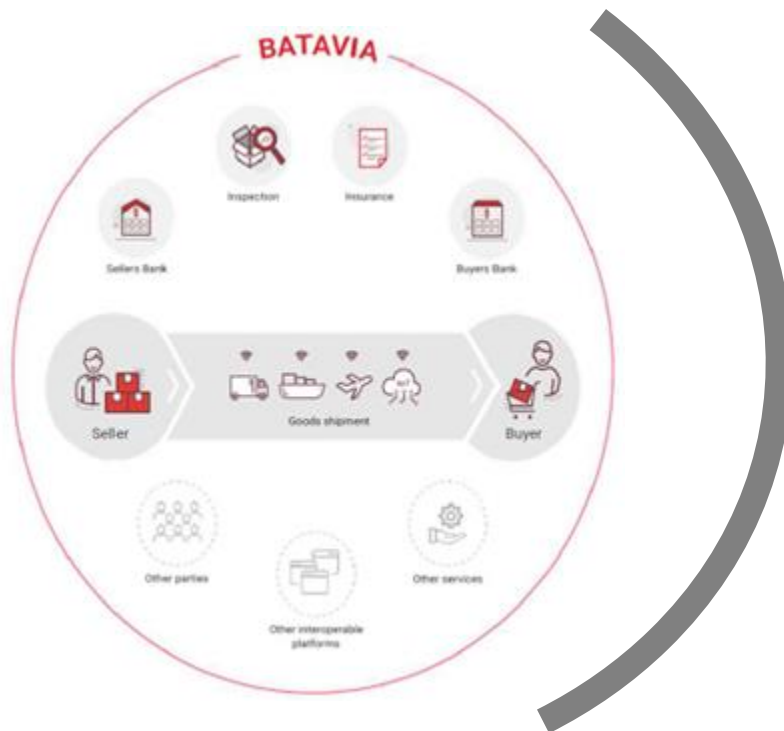 BATAVIA
Inspection
Insurance
Sellers Bank
Buyers Bank
Goods shipment
Seller
Buyer
Other parties
Other services
Other interoperable
platforms